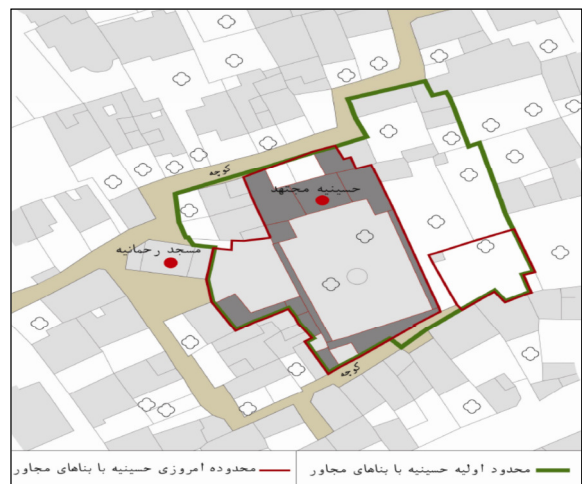 کوچه
حسینیه مجتهد
مسجد رحمانیه
کوچه
محدود اولیه حسینیه با بناهای مجاور
محدوده امروزی حسینیه با بناهای مجاور